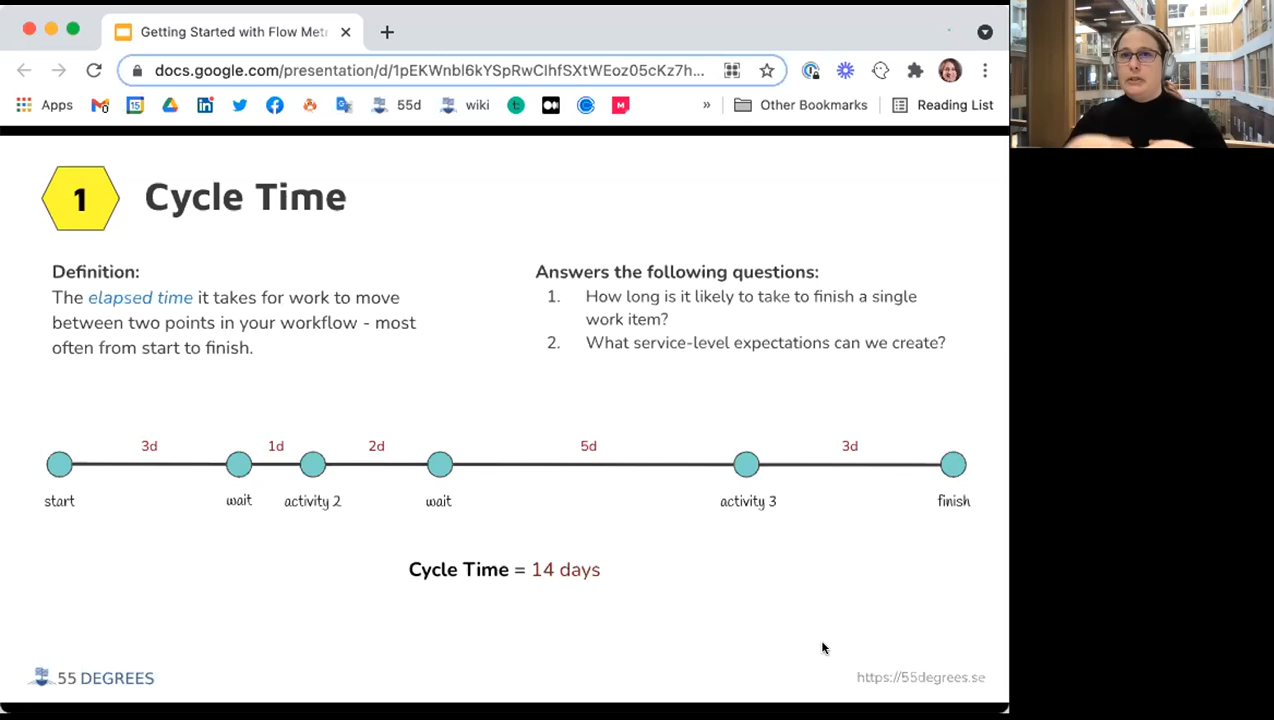 Getting Started with Flow Met
docs.google.com/presentation/d/1pEKWnbl6kYSpRwClhfSXtWEoz05cKz7h...
Apps
0
15
55d
wiki
t
M
»
Other Bookmarks
Reading List
1
Cycle Time
Definition:
The elapsed time it takes for work to move
between two points in your workflow - most
often from start to finish.
Answers the following questions:
1. How long is it likely to take to finish a single
work item?
2. What service-level expectations can we create?
3d 1d 2d 5d 3d
start wait activity 2 wait activity 3 finish
Cycle Time = 14 days
55 DEGREES
https://55degrees.se